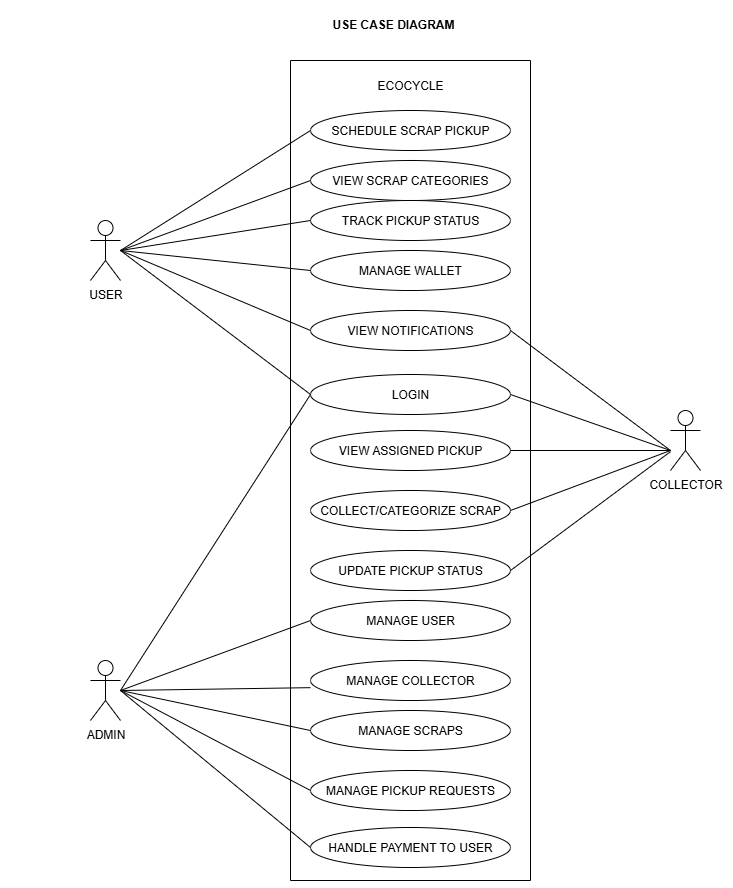 USE CASE DIAGRAM
ECOCYCLE
SCHEDULE SCRAP PICKUP
VIEW SCRAP CATEGORIES
TRACK PICKUP STATUS
MANAGE WALLET
USER
VIEW NOTIFICATIONS
LOGIN
VIEW ASSIGNED PICKUP
COLLECTOR
COLLECT/CATEGORIZE SCRAP
UPDATE PICKUP STATUS
MANAGE USER
MANAGE COLLECTOR
MANAGE SCRAPS
ADMIN
MANAGE PICKUP REQUESTS
HANDLE PAYMENT TO USER